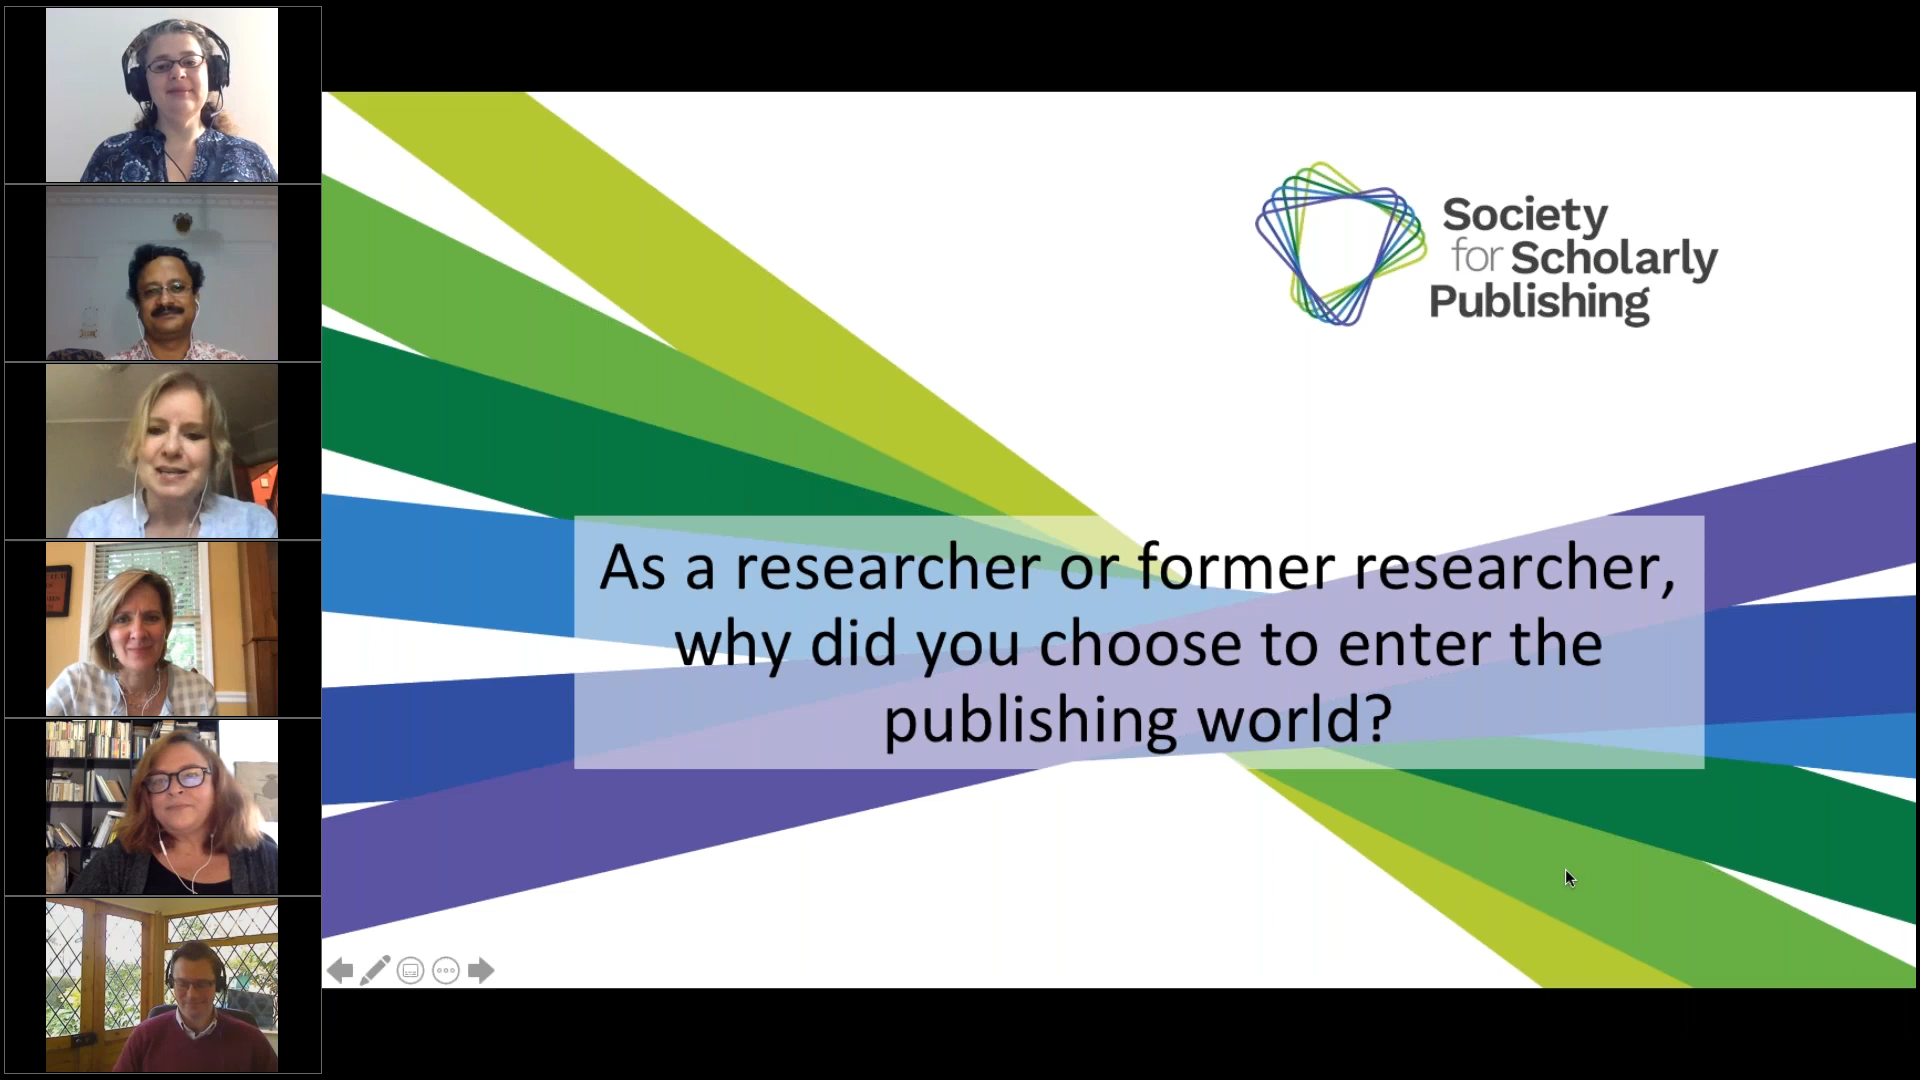 Society
for Scholarly
Publishing
As a researcher or former researcher,
why did you choose to enter the
publishing world?